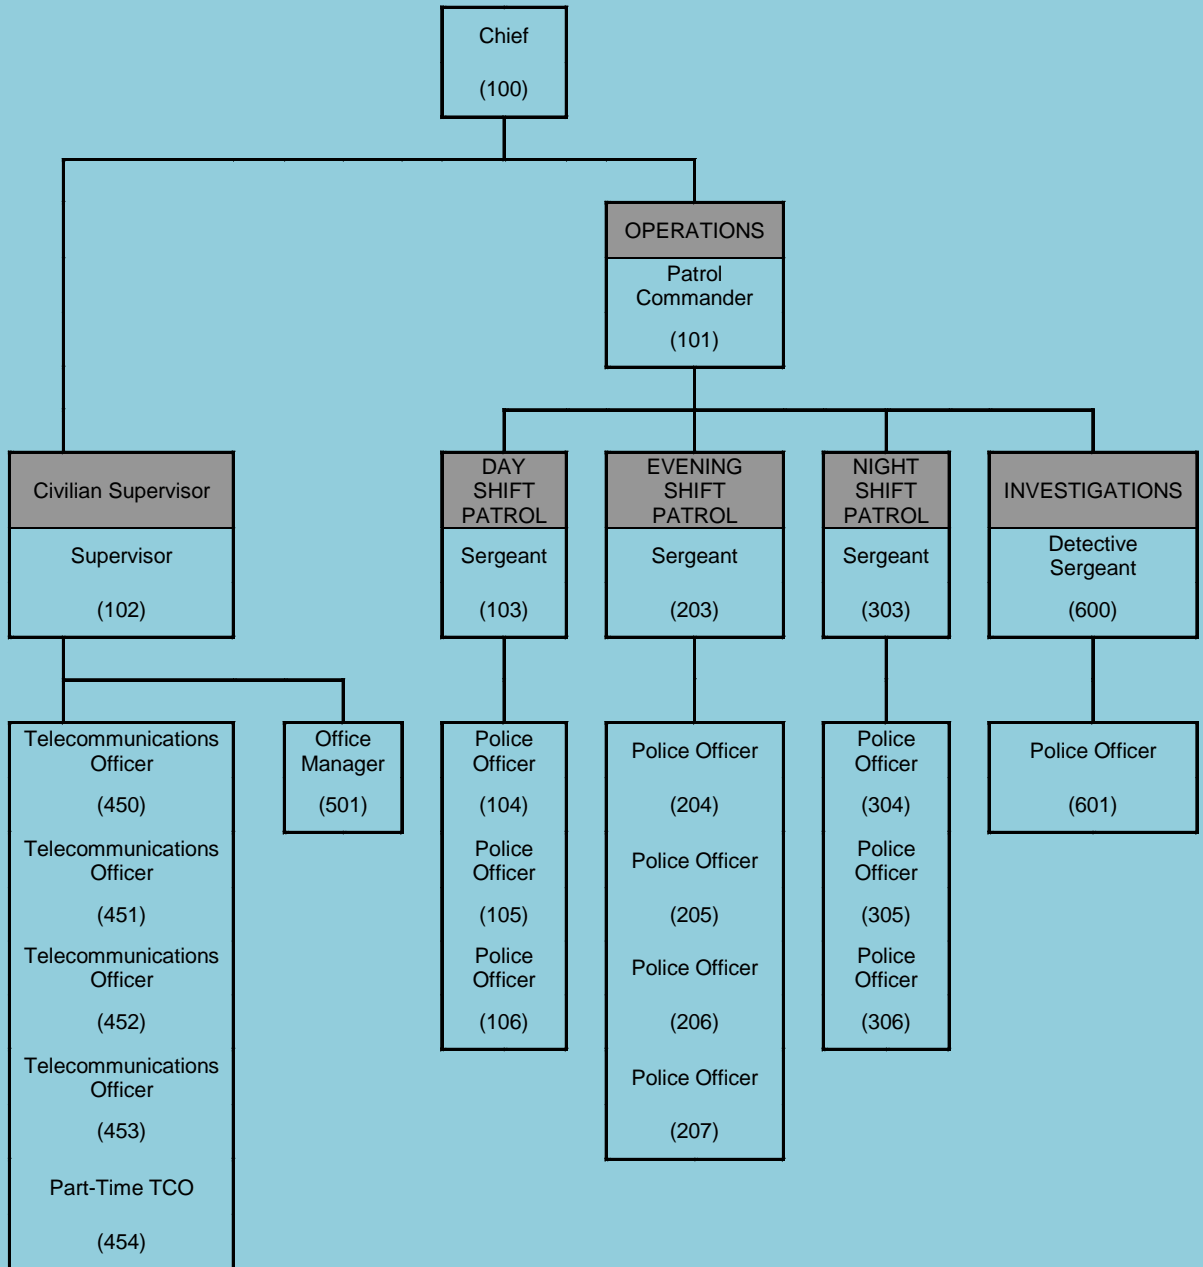 Chief
(100)
OPERATIONS
Patrol
Commander
(101)
Civilian Supervisor
Supervisor
(102)
DAY
SHIFT
PATROL
Sergeant
(103)
EVENING
SHIFT
PATROL
Sergeant
(203)
NIGHT
SHIFT
PATROL
Sergeant
(303)
INVESTIGATIONS
Detective
Sergeant
(600)
Telecommunications
Officer
(450)
Telecommunications
Officer
(451)
Telecommunications
Officer
(452)
Telecommunications
Officer
(453)
Part-Time TCO
(454)
Office
Manager
(501)
Police
Officer
(104)
Police
Officer
(105)
Police
Officer
(106)
Police Officer
(204)
Police Officer
(205)
Police Officer
(206)
Police Officer
(207)
Police
Officer
(304)
Police
Officer
(305)
Police
Officer
(306)
Police Officer
(601)